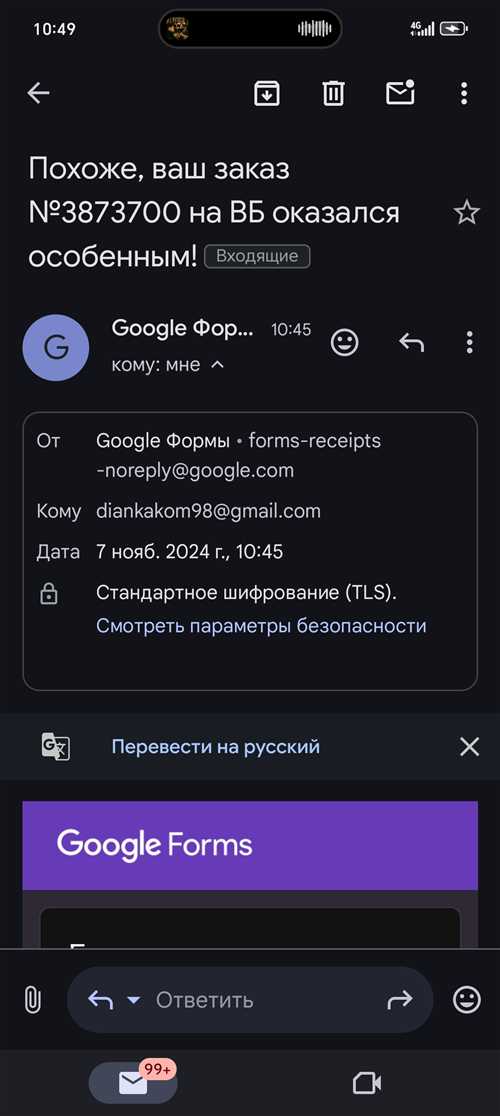 10:49
4G
Похоже, ваш заказ
№3873700 на ВБ оказался
особенным! Входящие
G
Google Фор... 10:45
кому: мне
От Google Формы • forms-receipts
-noreply@google.com
Кому diankakom98@gmail.com
Дата 7 нояб. 2024 г., 10:45
Стандартное шифрование (TLS).
Смотреть параметры безопасности
G
Перевести на русский
Google Forms
Ответить
99+